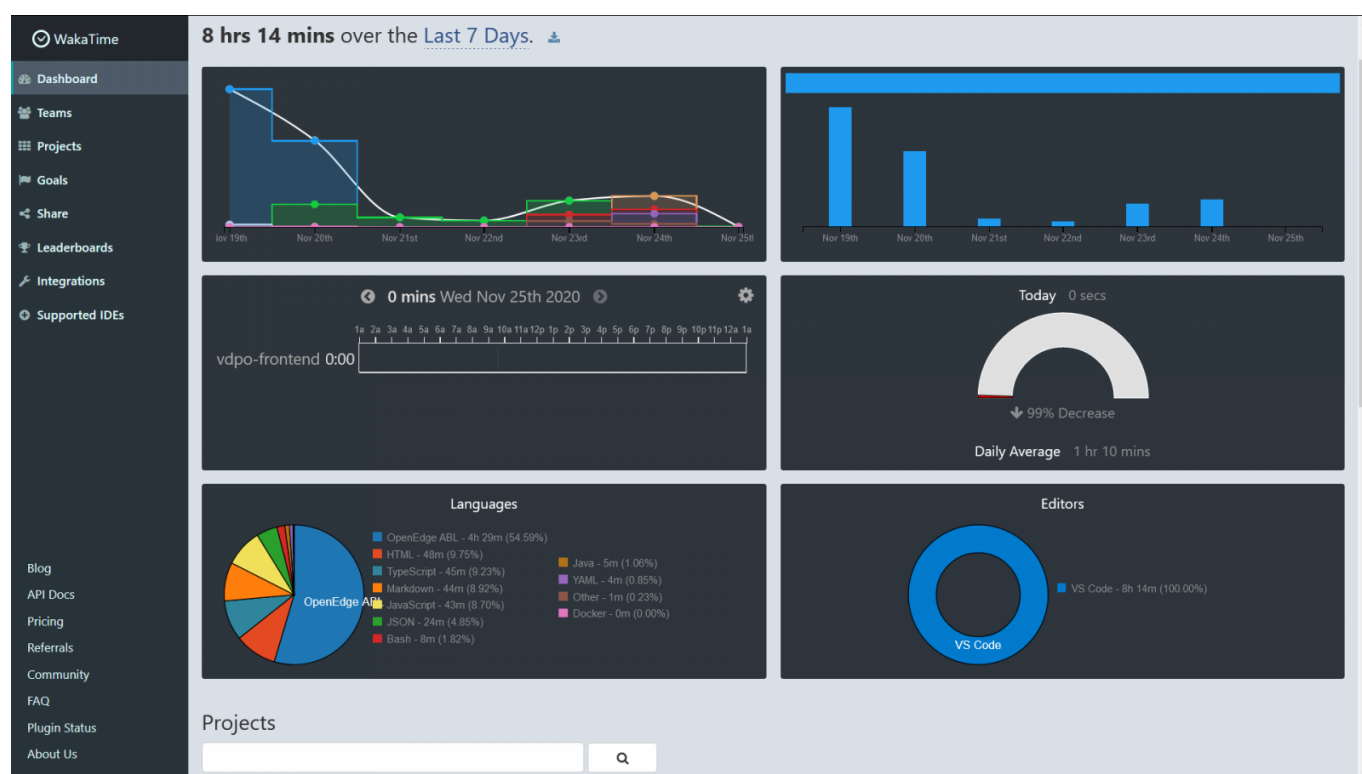 WakaTime
Dashboard
Teams
Projects
Goals
Share
Leaderboards
Integrations
Supported IDEs
Blog
API Docs
Pricing
Referrals
Community
FAQ
Plugin Status
About Us
8 hrs 14 mins over the Last 7 Days.
Nov 19th Nov 20th Nov 21st Nov 22nd Nov 23rd Nov 24th Nov 25th
Nov 19th Nov 20th Nov 21st Nov 22nd Nov 23rd Nov 24th Nov 25th
0 mins Wed Nov 25th 2020
1a 2a 3a 4a 5a 6a 7a 8a 9a 10a 11a 12p 1p 2p 3p 4p 5p 6p 7p 8p 9p 10p 11p 12a 1a
vdpo-frontend 0:00
Today 0 secs
99% Decrease
Daily Average 1 hr 10 mins
Languages
OpenEdge ABL
OpenEdge ABL - 4h 29m (54.59%)
HTML - 48m (9.75%)
TypeScript - 45m (9.23%)
Markdown - 44m (8.92%)
JavaScript - 43m (8.70%)
JSON - 24m (4.85%)
Bash - 8m (1.82%)
Java - 5m (1.06%)
YAML - 4m (0.85%)
Other - 1m (0.23%)
Docker - 0m (0.00%)
Editors
VS Code
VS Code - 8h 14m (100.00%)
Projects